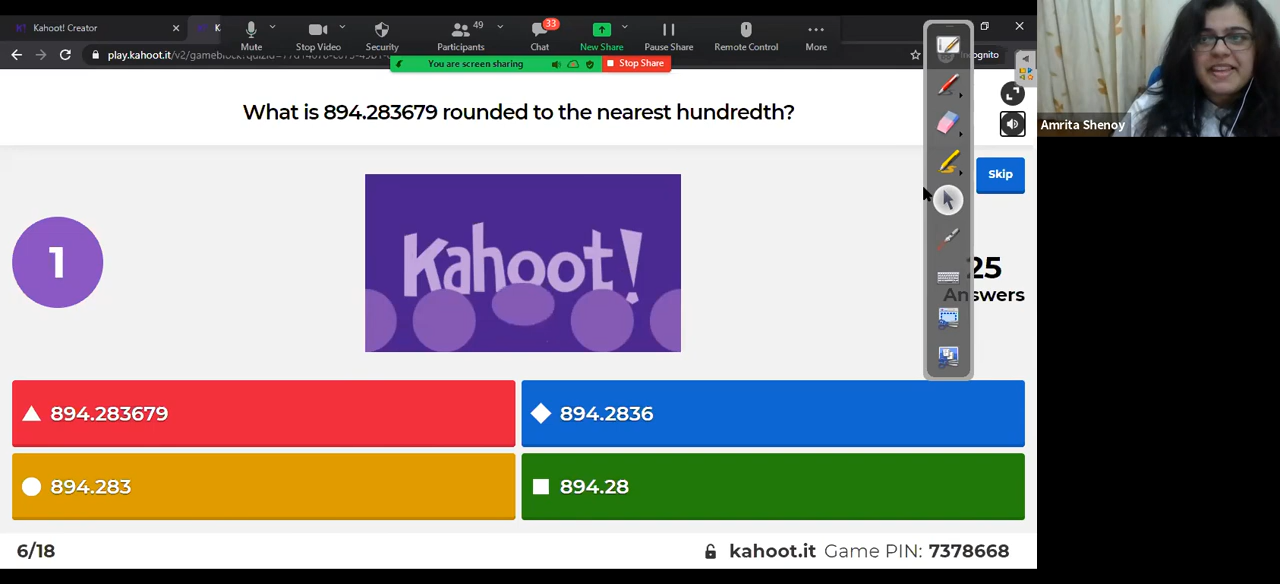 Kahoot! Creator
K
play.kahoot.it/v2/gameblock?quizId=
Incognito
49
33
Mute
Stop Video
Security
Participants
Chat
New Share
Pause Share
Remote Control
More
You are screen sharing
Stop Share
What is 894.283679 rounded to the nearest hundredth?
Amrita Shenoy
Skip
1
Kahoot!
25
Answers
894.283679
894.2836
894.283
894.28
6/18
kahoot.it Game PIN: 7378668